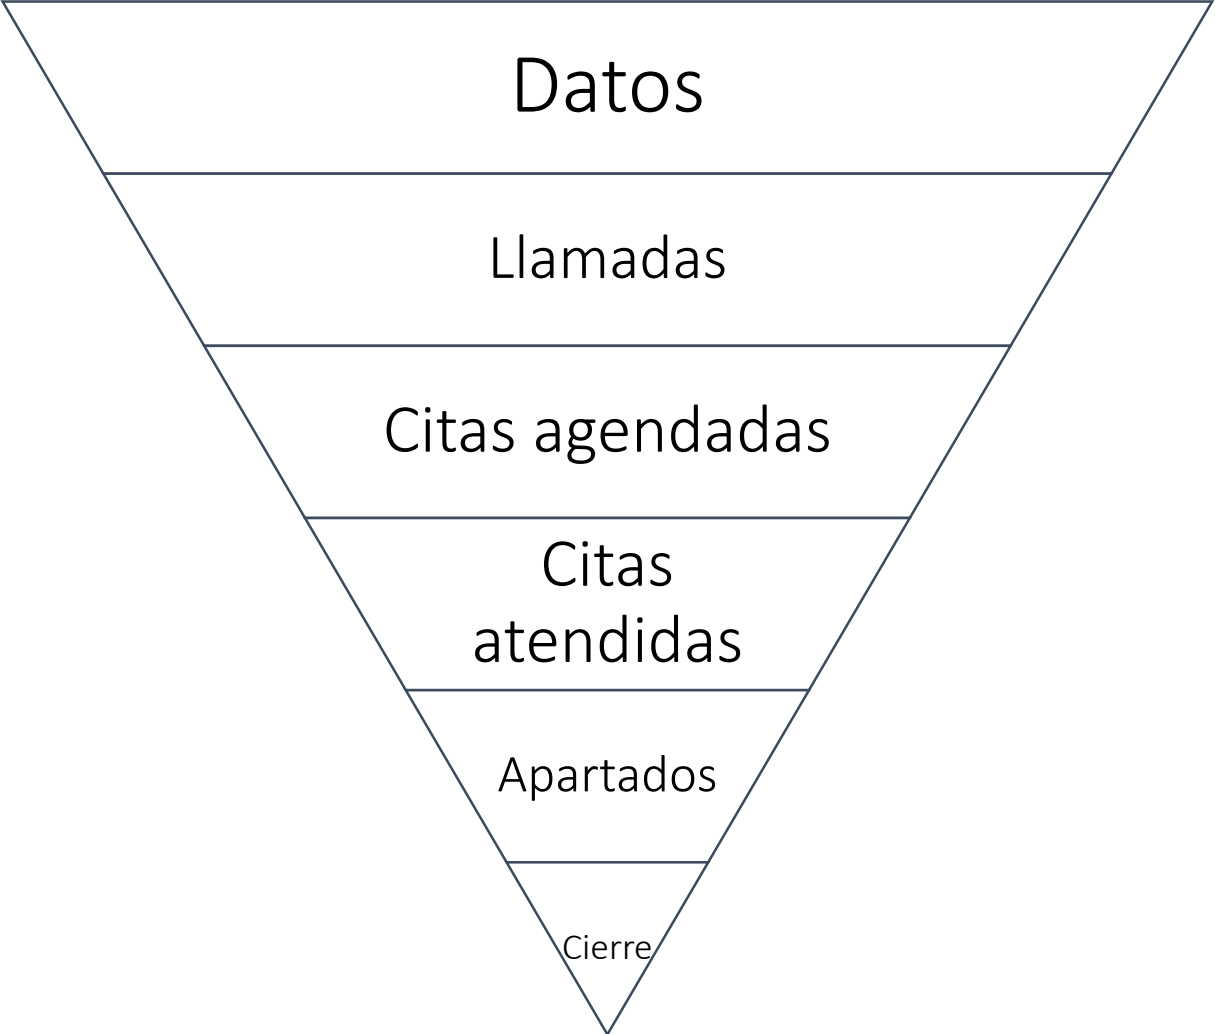 Datos
Llamadas
Citas agendadas
Citas
atendidas
Apartados
Cierre